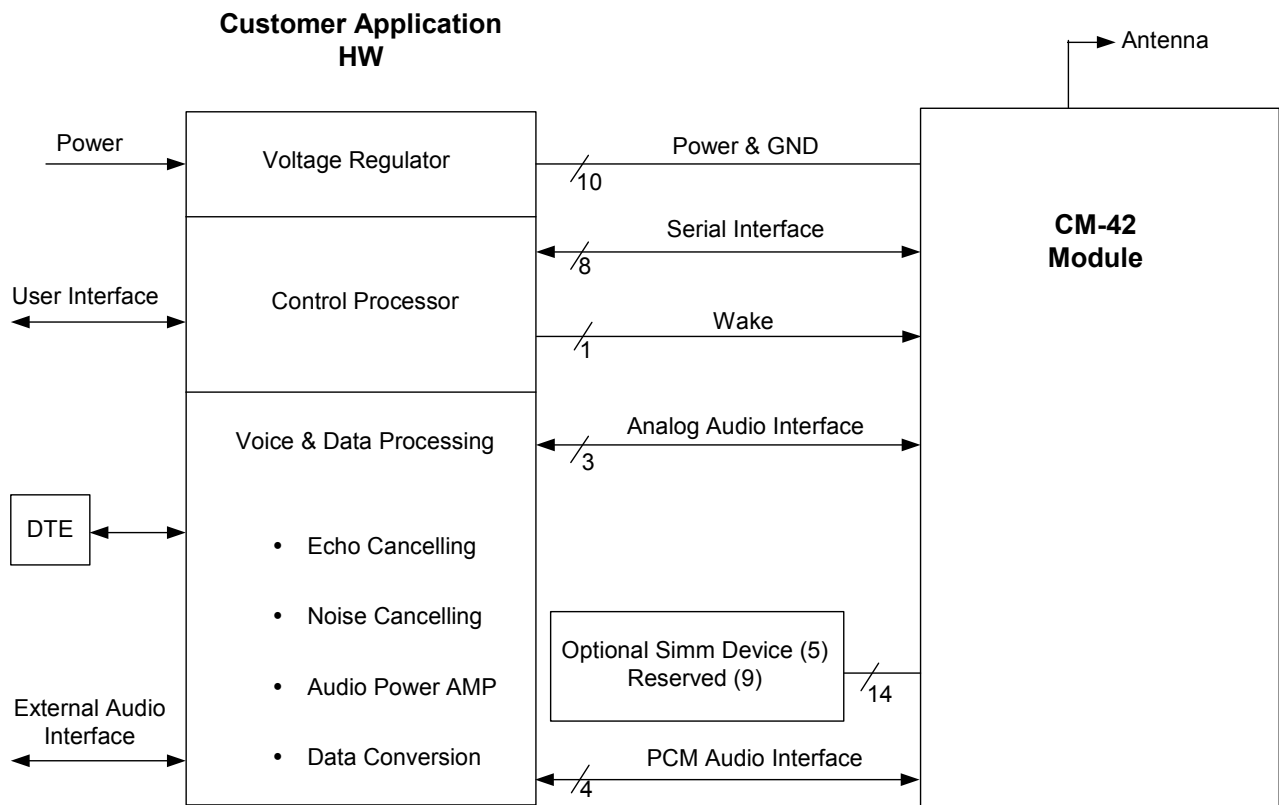 Customer Application
HW
Antenna
Power
Voltage Regulator
Power & GND
10
CM-42
Module
Serial Interface
8
User Interface
Control Processor
Wake
1
Voice & Data Processing
Analog Audio Interface
3
DTE
• Echo Cancelling
• Noise Cancelling
• Audio Power AMP
• Data Conversion
Optional Simm Device (5)
Reserved (9)
14
External Audio
Interface
PCM Audio Interface
4